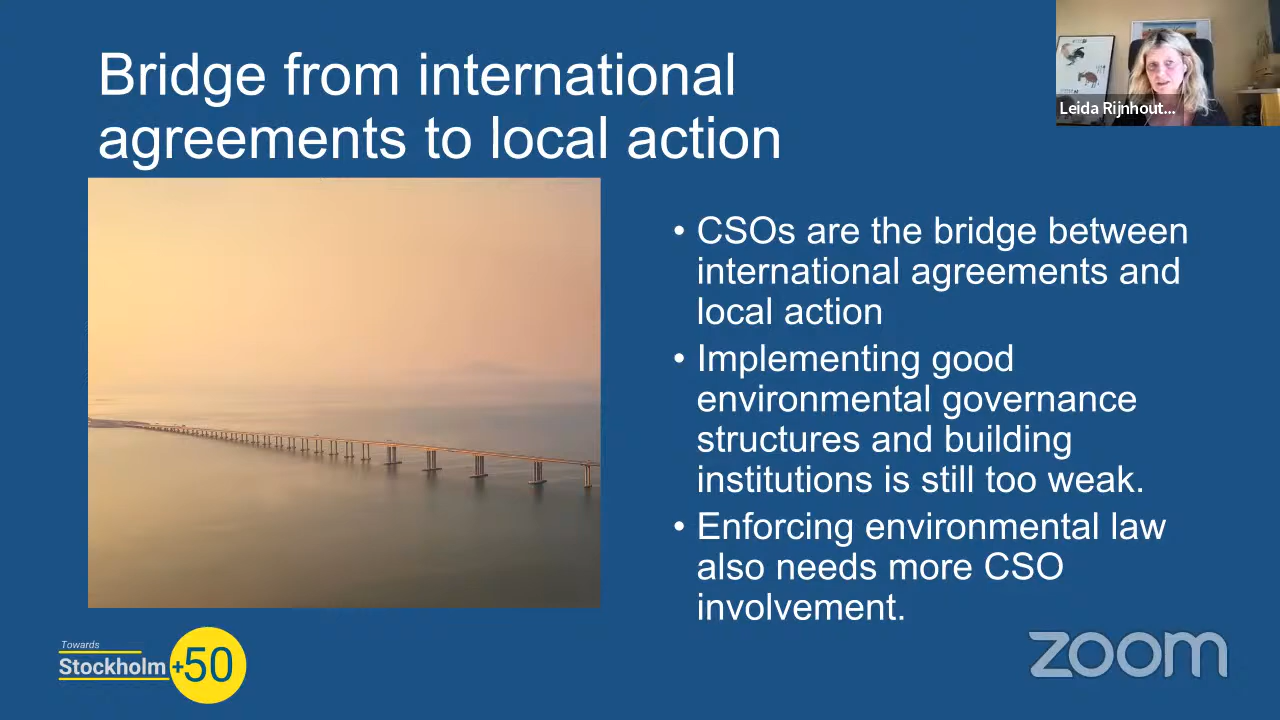 Bridge from international
agreements to local action
Leida Rijnhout...
• CSOs are the bridge between
international agreements and
local action
• Implementing good
environmental governance
structures and building
institutions is still too weak.
• Enforcing environmental law
also needs more CSO
involvement.
Towards
Stockholm+50
zoom